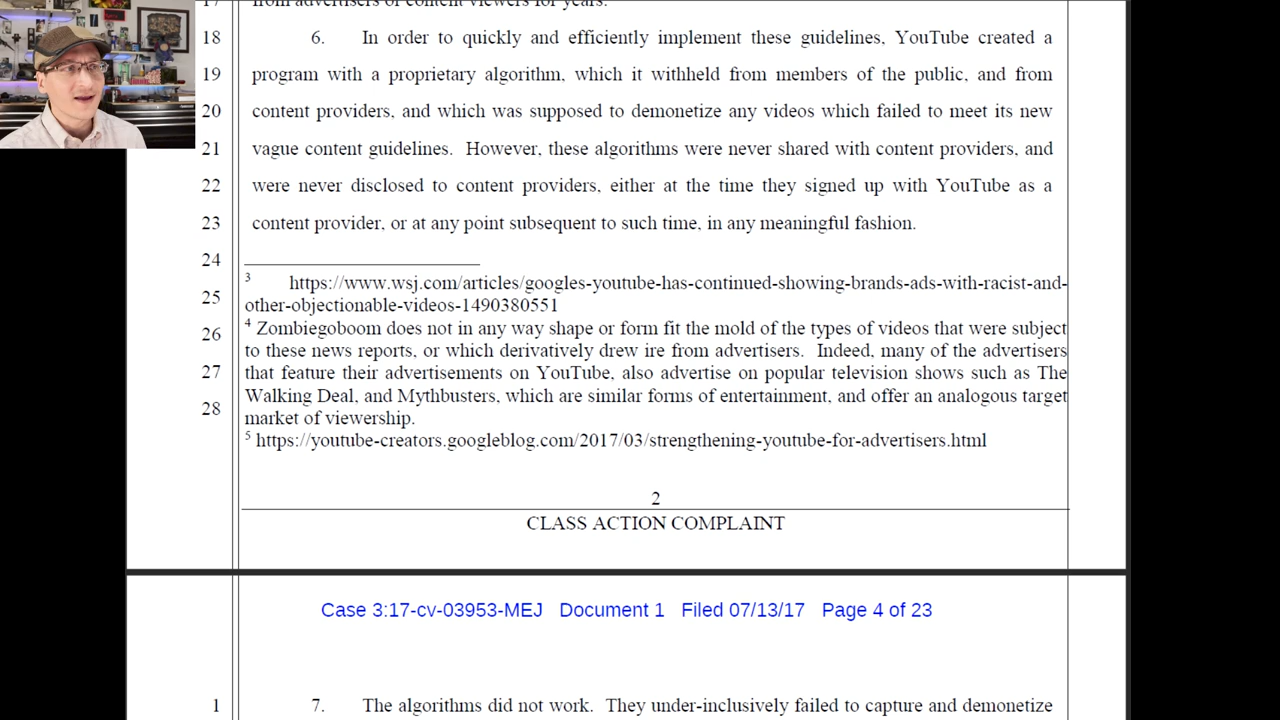 17 from advertisers or content viewers for years.
18 6. In order to quickly and efficiently implement these guidelines, YouTube created a
19 program with a proprietary algorithm, which it withheld from members of the public, and from
20 content providers, and which was supposed to demonetize any videos which failed to meet its new
21 vague content guidelines. However, these algorithms were never shared with content providers, and
22 were never disclosed to content providers, either at the time they signed up with YouTube as a
23 content provider, or at any point subsequent to such time, in any meaningful fashion.
24
3 https://www.wsj.com/articles/googles-youtube-has-continued-showing-brands-ads-with-racist-and-
25 other-objectionable-videos-1490380551
26 4 Zombiegoboom does not in any way shape or form fit the mold of the types of videos that were subject
to these news reports, or which derivatively drew ire from advertisers. Indeed, many of the advertisers
27 that feature their advertisements on YouTube, also advertise on popular television shows such as The
Walking Deal, and Mythbusters, which are similar forms of entertainment, and offer an analogous target
28 market of viewership.
5 https://youtube-creators.googleblog.com/2017/03/strengthening-youtube-for-advertisers.html
2
CLASS ACTION COMPLAINT
Case 3:17-cv-03953-MEJ Document 1 Filed 07/13/17 Page 4 of 23
1 7. The algorithms did not work. They under-inclusively failed to capture and demonetize